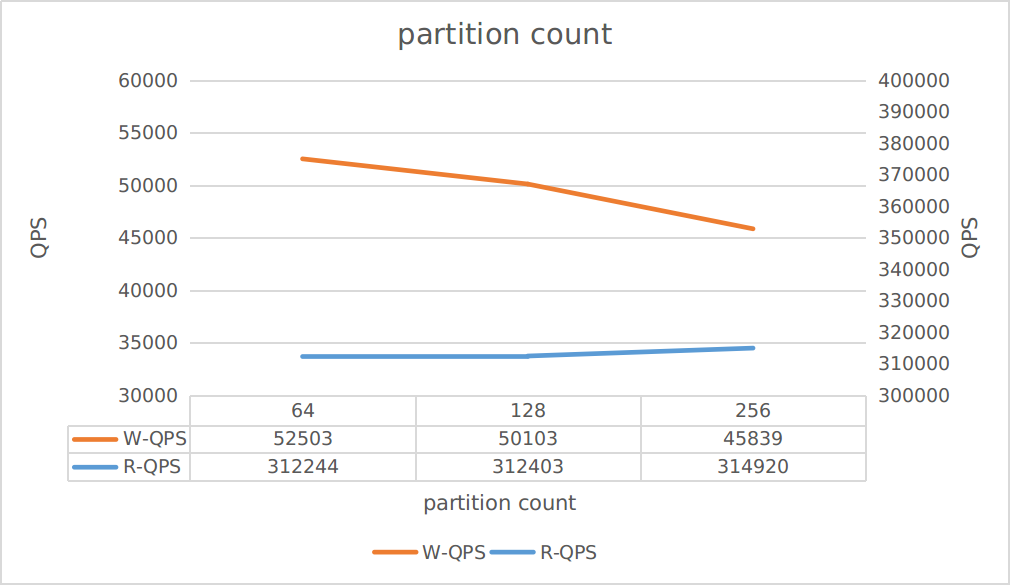 partition count
60000
55000
50000
45000
40000
35000
30000
QPS
400000
390000
380000
370000
360000
350000
340000
330000
320000
310000
300000
QPS
64 128 256
W-QPS 52503 50103 45839
R-QPS 312244 312403 314920
partition count
W-QPS R-QPS